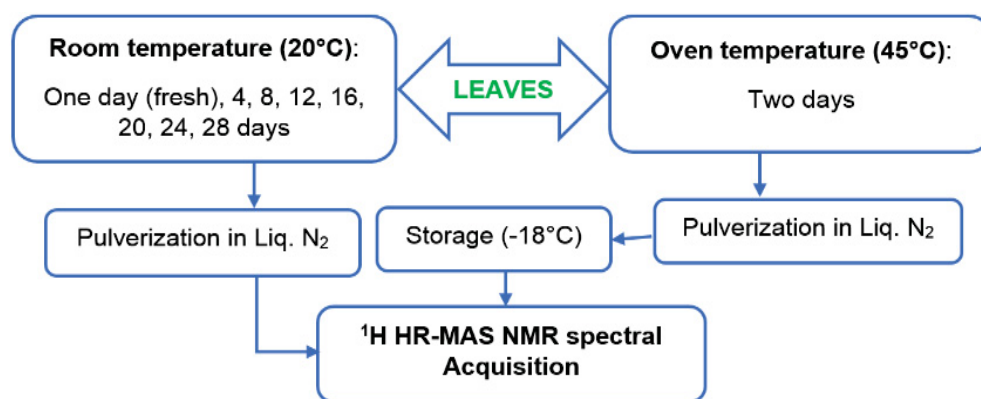 Room temperature (20°C):
One day (fresh), 4, 8, 12, 16,
20, 24, 28 days
LEAVES
Oven temperature (45°C):
Two days
Pulverization in Liq. N₂
Storage (-18°C)
Pulverization in Liq. N₂
¹H HR-MAS NMR spectral
Acquisition